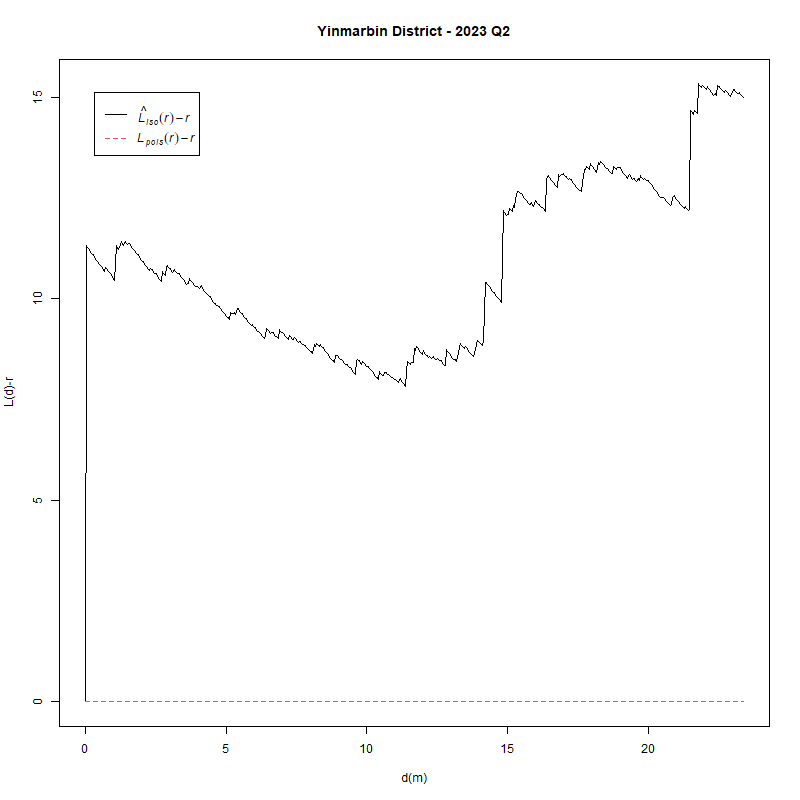 Yinmarbin District - 2023 Q2
L̂iso(r)−r
Lpois(r)−r
15
10
5
0
L(d)-r
0 5 10 15 20
d(m)